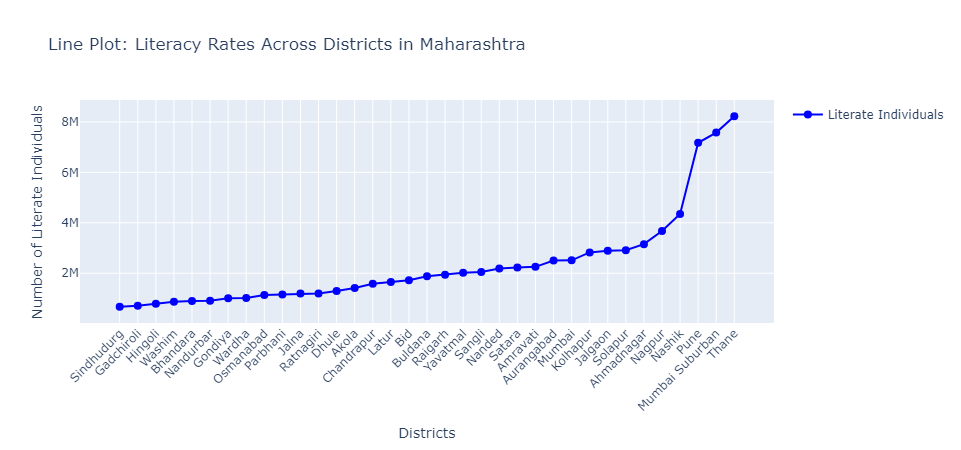 Line Plot: Literacy Rates Across Districts in Maharashtra
Number of Literate Individuals
8M
6M
4M
2M
Literate Individuals
Sindhudurg
Gadchiroli
Hingoli
Washim
Bhandara
Nandurbar
Gondiya
Wardha
Osmanabad
Parbhani
Jalna
Ratnagiri
Dhule
Akola
Chandrapur
Latur
Bid
Buldana
Raigarh
Yavatmal
Sangli
Nanded
Satara
Amravati
Aurangabad
Mumbai
Kolhapur
Jalgaon
Solapur
Ahmadnagar
Nagpur
Nashik
Pune
Mumbai Suburban
Thane
Districts